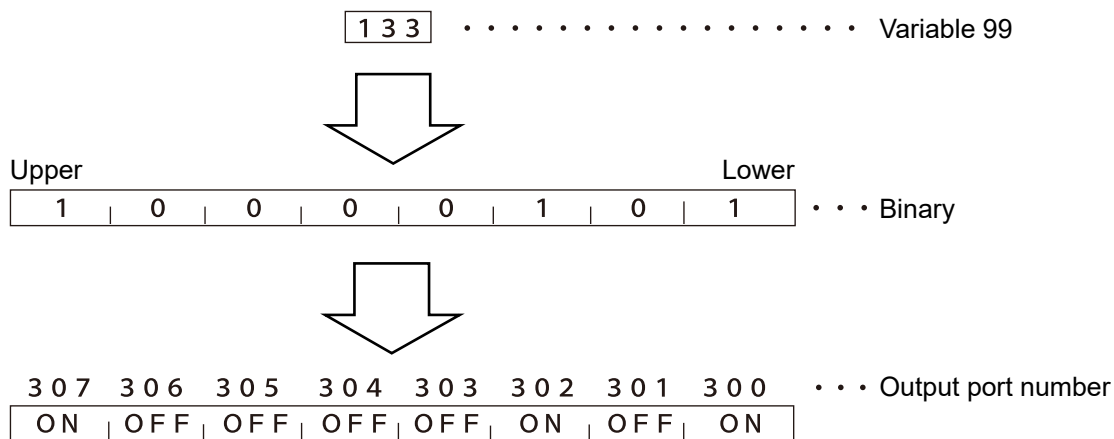 133 ・・・・・・・・・・・・・・・・・ Variable 99
Upper Lower
1 0 0 0 0 1 0 1 ・・・ Binary
307 306 305 304 303 302 301 300 ・・・ Output port number
ON OFF OFF OFF OFF ON OFF ON